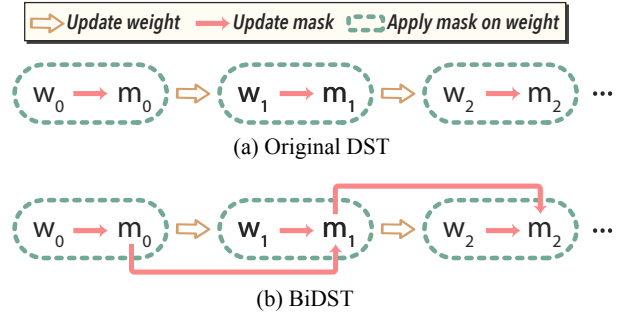 Update weight Update mask Apply mask on weight
w0 m0 w1 m1 w2 m2 ...
(a) Original DST
w0 m0 w1 m1 w2 m2 ...
(b) BiDST